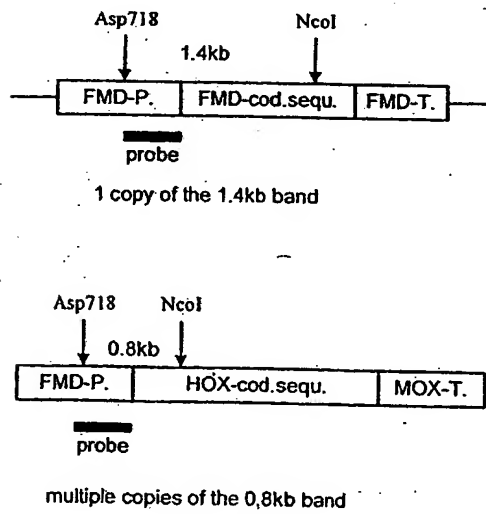 Asp718 NcoI
1.4kb
FMD-P. FMD-cod.sequ. FMD-T.
probe
1 copy of the 1.4kb band
Asp718 NcoI
0.8kb
FMD-P. HOX-cod.sequ. MOX-T.
probe
multiple copies of the 0,8kb band